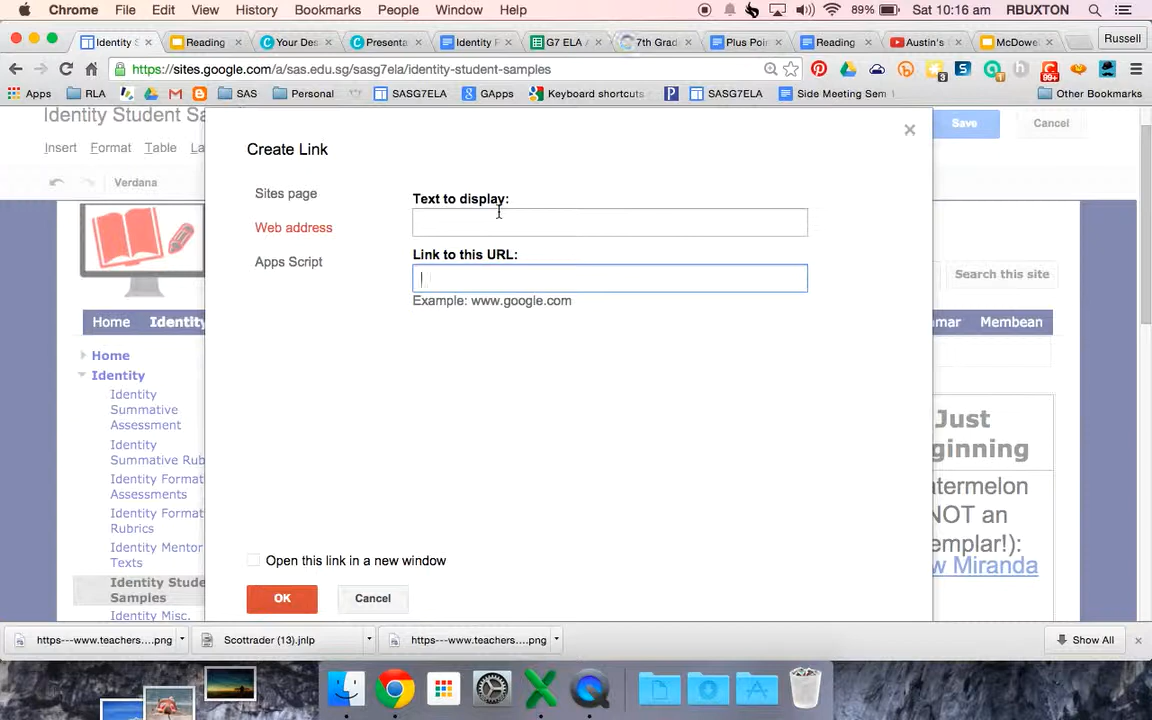 Chrome File Edit View History Bookmarks People Window Help 89% Sat 10:16 am RBUXTON
Identity S Reading Your Des Presenta Identity F G7 ELA / 7th Grad Plus Poi Reading Austin's McDowe Russell
https://sites.google.com/a/sas.edu.sg/sasg7ela/identity-student-samples
3 1 99+
Apps RLA SAS Personal SASG7ELA GApps Keyboard shortcuts SASG7ELA Side Meeting Sem Other Bookmarks
Identity Student Sa
Save Cancel
Insert Format Table La
Verdana
Create Link
Sites page
Web address
Apps Script
Text to display:
Link to this URL:
Example: www.google.com
Open this link in a new window
OK Cancel
Search this site
Home Identit mar Membean
Home
Identity
Identity
Summative
Assessment
Identity
Summative Rub
Identity Format
Assessments
Identity Format
Rubrics
Identity Mentor
Texts
Identity Stude
Samples
Identity Misc.
Just
ginning
atermelon
NOT an
emplar!):
w Miranda
https---www.teachers....png Scottrader (13).jnlp https---www.teachers....png Show All